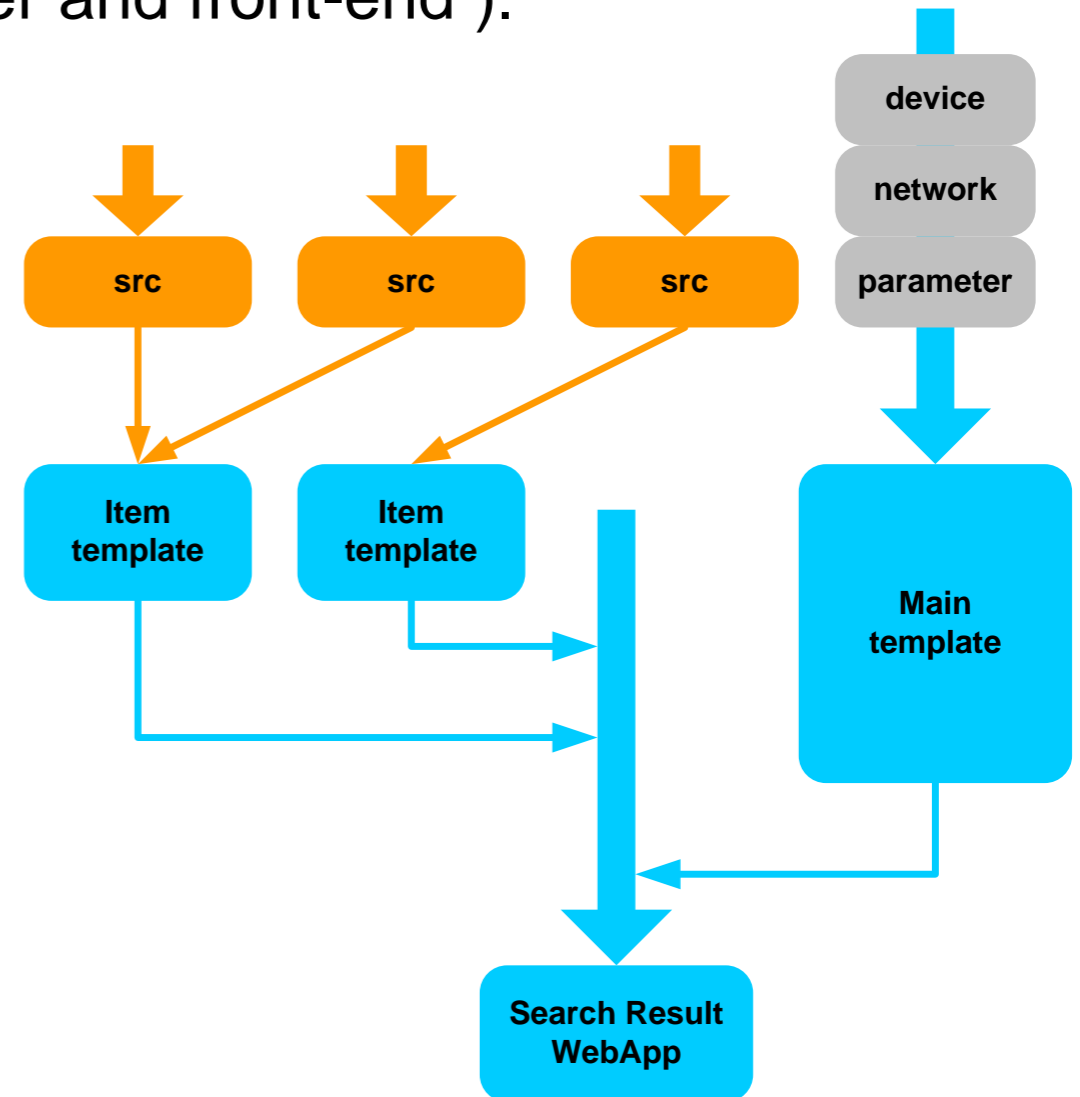 er and front-end ).
device
network
parameter
src
src
src
Item
template
Item
template
Main
template
Search Result
WebApp